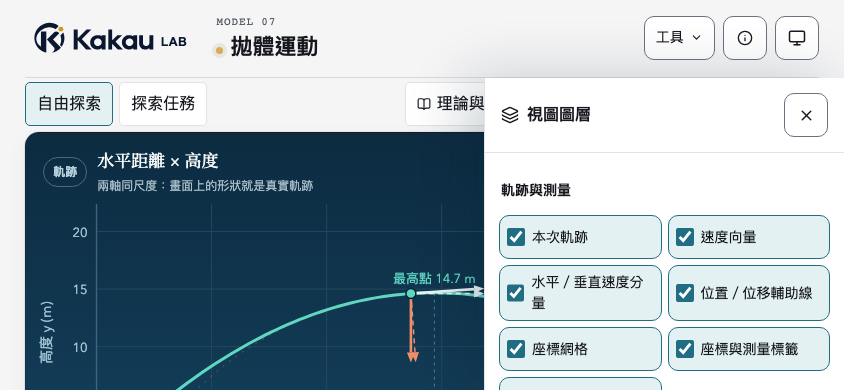 Kakau LAB
MODEL 07
拋體運動
工具
自由探索
探索任務
理論與
軌跡
水平距離 × 高度
兩軸同尺度：畫面上的形狀就是真實軌跡
20
15
10
高度 y (m)
最高點 14.7 m
視圖圖層
軌跡與測量
本次軌跡
速度向量
水平 / 垂直速度分
量
位置 / 位移輔助線
座標網格
座標與測量標籤